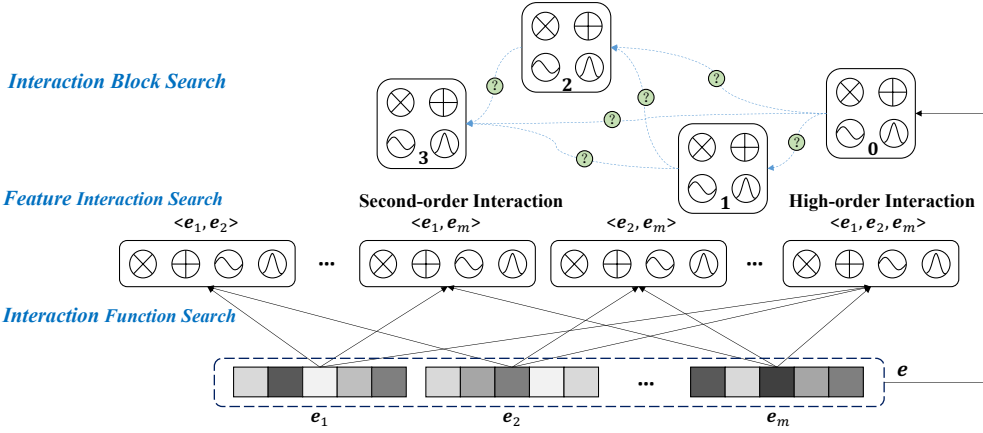 Interaction Block Search
2
?
?
?
?
?
?
3
0
1
Feature Interaction Search
Second-order Interaction
High-order Interaction
<e₁, e₂>
<e₁, eₘ>
<e₂, eₘ>
<e₁, e₂, eₘ>
...
...
Interaction Function Search
...
e
e₁
e₂
eₘ